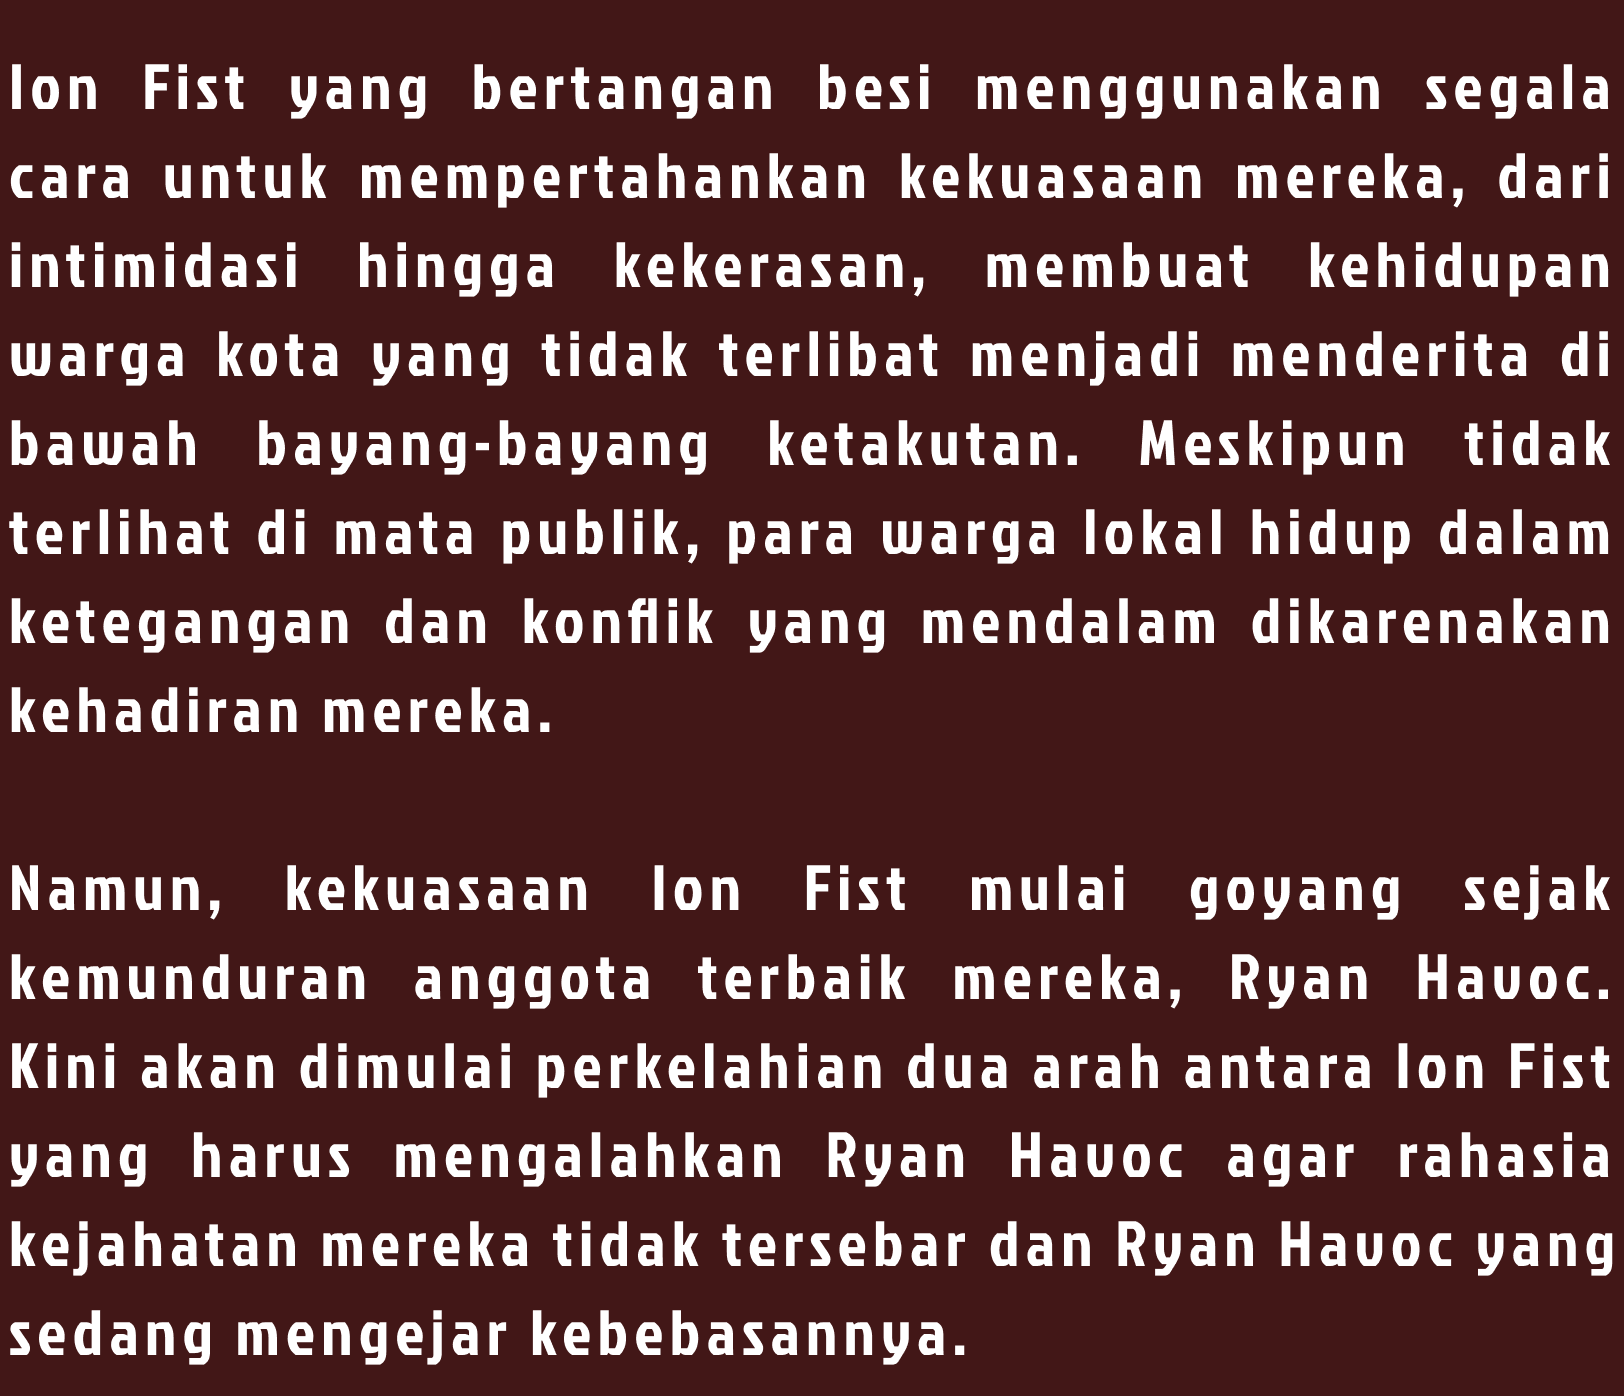 Ion Fist yang bertangan besi menggunakan segala
cara untuk mempertahankan kekuasaan mereka, dari
intimidasi hingga kekerasan, membuat kehidupan
warga kota yang tidak terlibat menjadi menderita di
bawah bayang-bayang ketakutan. Meskipun tidak
terlihat di mata publik, para warga lokal hidup dalam
ketegangan dan konflik yang mendalam dikarenakan
kehadiran mereka.
Namun, kekuasaan Ion Fist mulai goyang sejak
kemunduran anggota terbaik mereka, Ryan Havoc.
Kini akan dimulai perkelahian dua arah antara Ion Fist
yang harus mengalahkan Ryan Havoc agar rahasia
kejahatan mereka tidak tersebar dan Ryan Havoc yang
sedang mengejar kebebasannya.